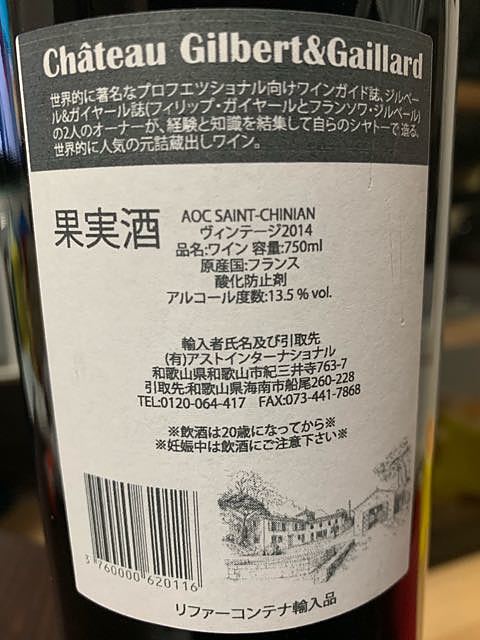 Château Gilbert&Gaillard
世界的に著名なプロフエツショナル向けワインガイド誌、ジルベー
ル&ガイヤール誌(フィリップ・ガイヤールとフランソワ・ジルベール)
の2人のオーナーが、経験と知識を結集して自らのシヤトーで造る、
世界的に人気の元詰蔵出しワイン。
果実酒
AOC SAINT-CHINIAN
ヴィンテージ2014
品名:ワイン 容量:750ml
原産国:フランス
酸化防止剤
アルコール度数:13.5 % vol.
輸入者氏名及び引取先
(有)アストインターナショナル
和歌山県和歌山市紀三井寺763-7
引取先:和歌山県海南市船尾260-228
TEL:0120-064-417 FAX:073-441-7868
※飲酒は20歳になってから※
※妊娠中は飲酒にご注意下さい※
3 760000 620116
リファーコンテナ輸入品